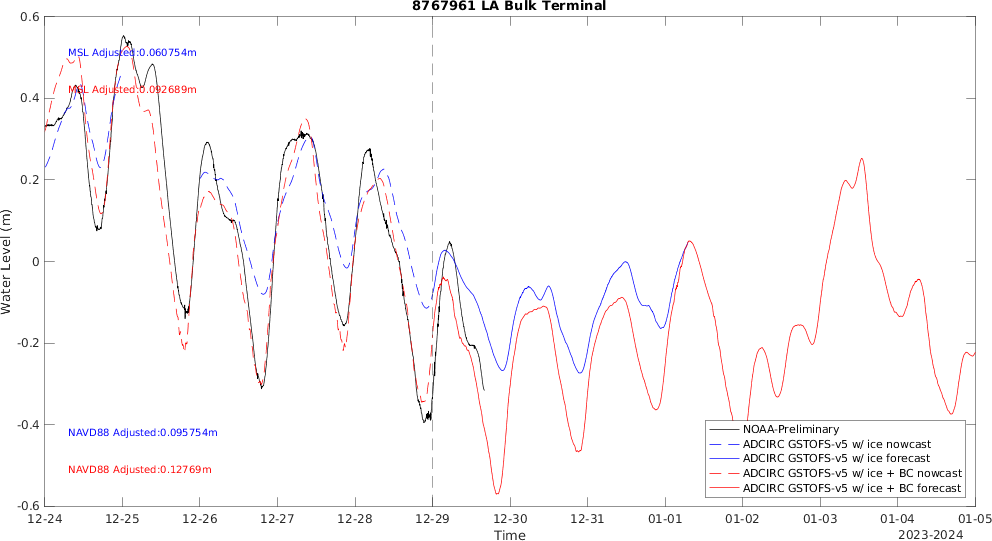 8767961 LA Bulk Terminal
0.6
0.4
0.2
0
-0.2
-0.4
-0.6
Water Level (m)
MSL Adjusted:0.060754m
MSL Adjusted:0.092689m
NAVD88 Adjusted:0.095754m
NAVD88 Adjusted:0.12769m
NOAA-Preliminary
ADCIRC GSTOFS-v5 w/ ice nowcast
ADCIRC GSTOFS-v5 w/ ice forecast
ADCIRC GSTOFS-v5 w/ ice + BC nowcast
ADCIRC GSTOFS-v5 w/ ice + BC forecast
12-24 12-25 12-26 12-27 12-28 12-29 12-30 12-31 01-01 01-02 01-03 01-04 01-05
Time
2023-2024